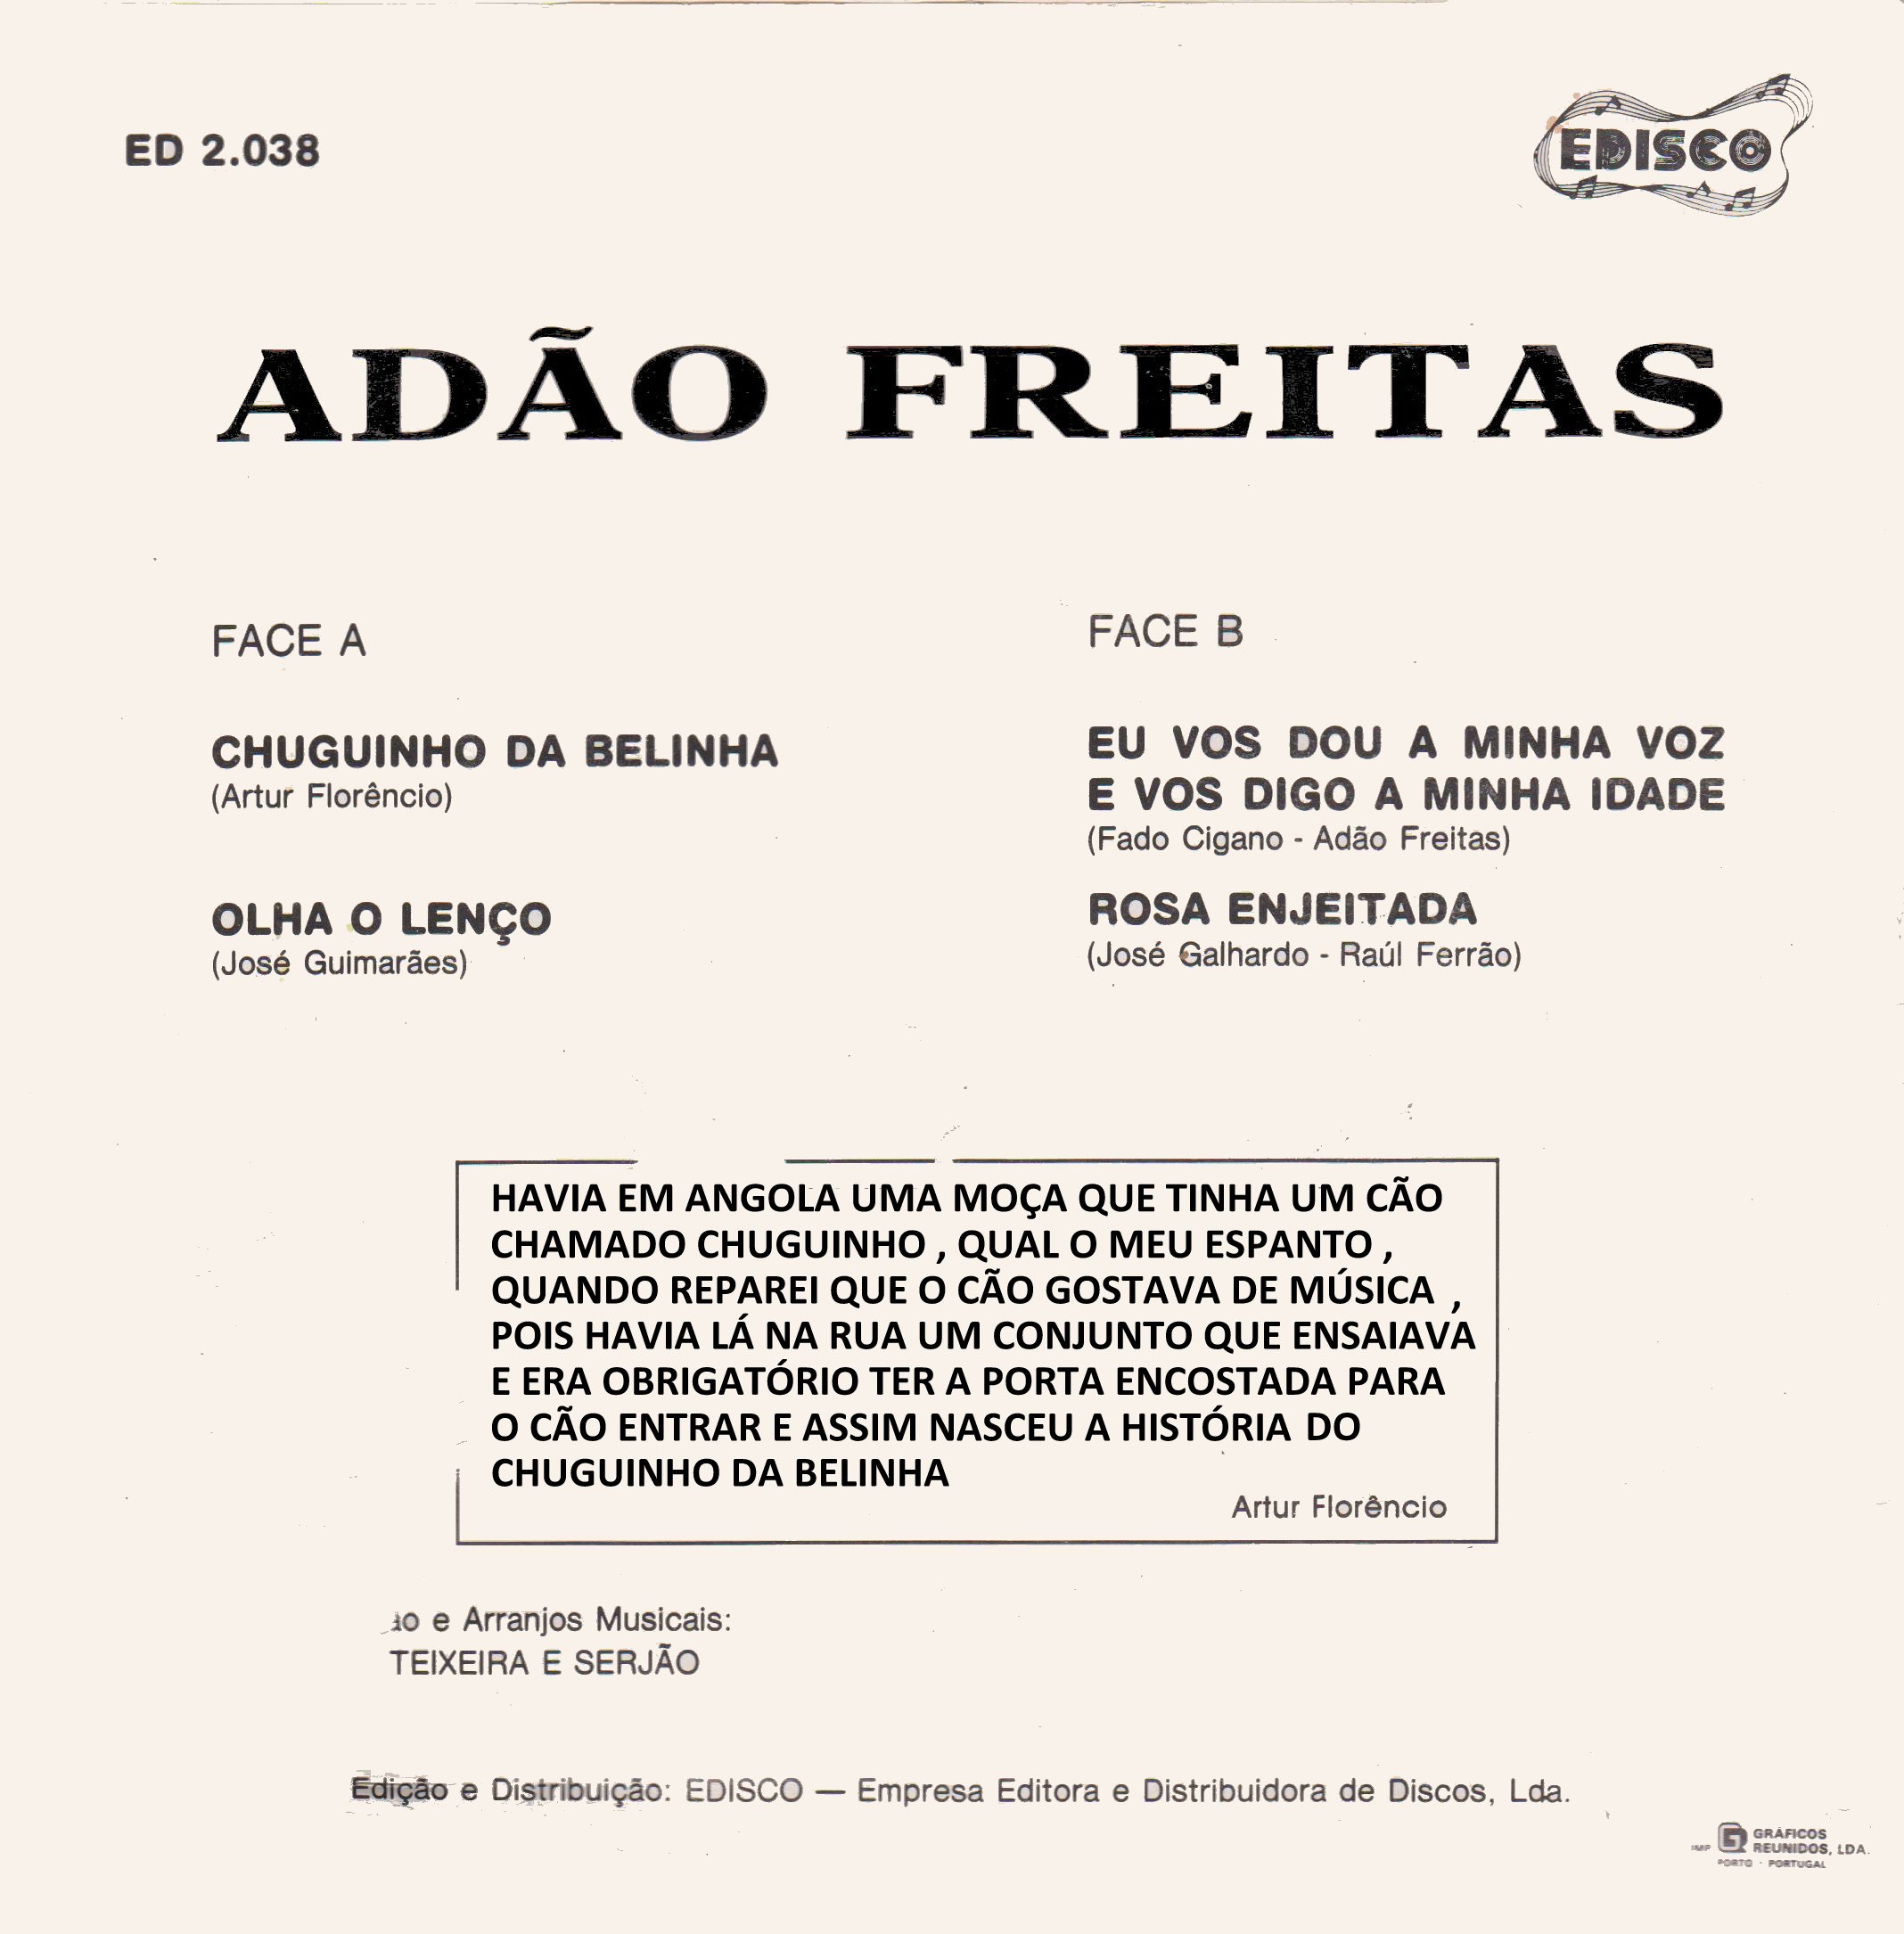 ED 2.038
EDISCO
ADÃO FREITAS
FACE A
CHUGUINHO DA BELINHA
(Artur Florêncio)
OLHA O LENÇO
(José Guimarães)
FACE B
EU VOS DOU A MINHA VOZ
E VOS DIGO A MINHA IDADE
(Fado Cigano - Adão Freitas)
ROSA ENJEITADA
(José Galhardo - Raúl Ferrão)
HAVIA EM ANGOLA UMA MOÇA QUE TINHA UM CÃO
CHAMADO CHUGUINHO , QUAL O MEU ESPANTO ,
QUANDO REPAREI QUE O CÃO GOSTAVA DE MÚSICA ,
POIS HAVIA LÁ NA RUA UM CONJUNTO QUE ENSAIAVA
E ERA OBRIGATÓRIO TER A PORTA ENCOSTADA PARA
O CÃO ENTRAR E ASSIM NASCEU A HISTÓRIA DO
CHUGUINHO DA BELINHA
Artur Florêncio
e Arranjos Musicais:
TEIXEIRA E SERJÃO
Edição e Distribuição: EDISCO — Empresa Editora e Distribuidora de Discos, Lda.
IMP GRÁFICOS
REUNIDOS, LDA.
PORTO - PORTUGAL